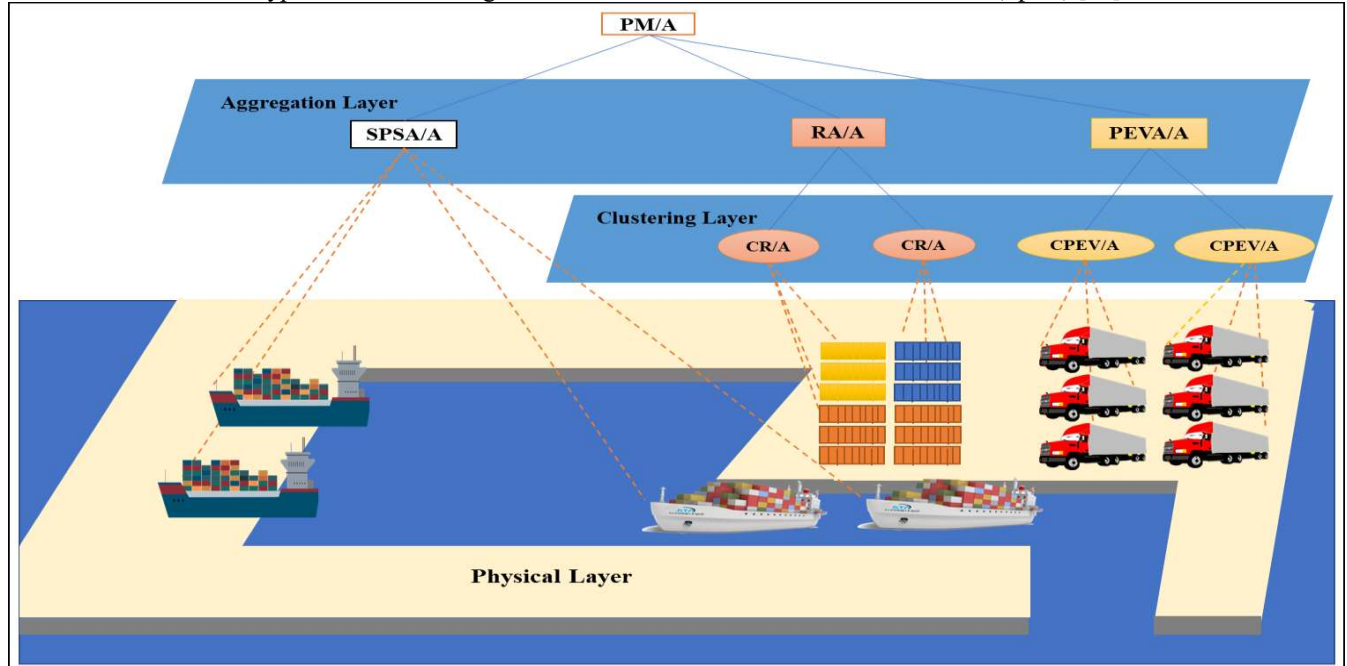 PM/A
Aggregation Layer
SPSA/A
RA/A
PEVA/A
Clustering Layer
CR/A
CR/A
CPEV/A
CPEV/A
Physical Layer